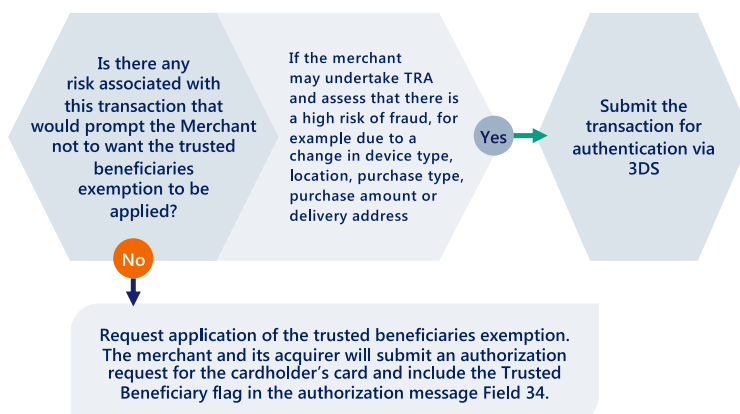 Is there any
risk associated with
this transaction that
would prompt the Merchant
not to want the trusted
beneficiaries
exemption to be
applied?
If the merchant
may undertake TRA
and assess that there is
a high risk of fraud, for
example due to a
change in device type,
location, purchase type,
purchase amount or
delivery address
Yes
Submit the
transaction for
authentication via
3DS
No
Request application of the trusted beneficiaries exemption.
The merchant and its acquirer will submit an authorization
request for the cardholder’s card and include the Trusted
Beneficiary flag in the authorization message Field 34.